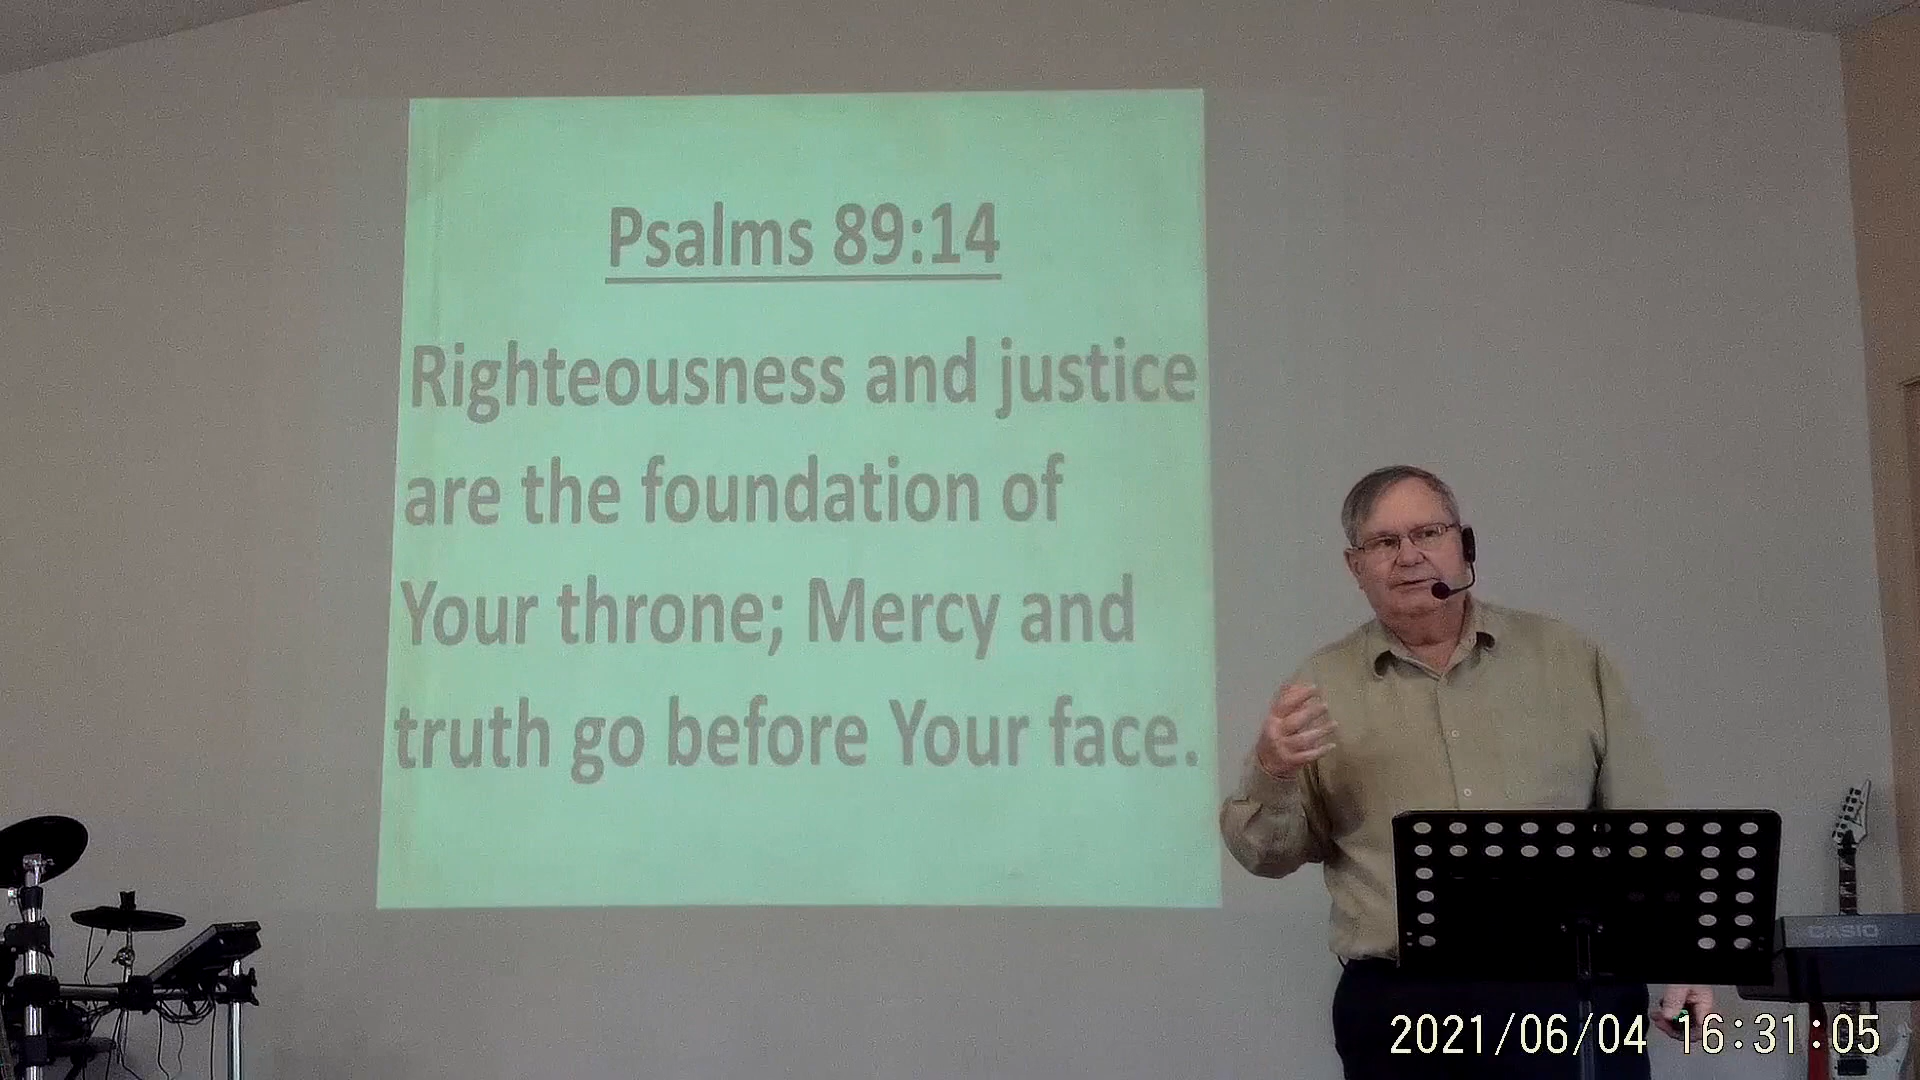 Psalms 89:14
Righteousness and justice
are the foundation of
Your throne; Mercy and
truth go before Your face.
CASIO
2021/06/04 16:31:05